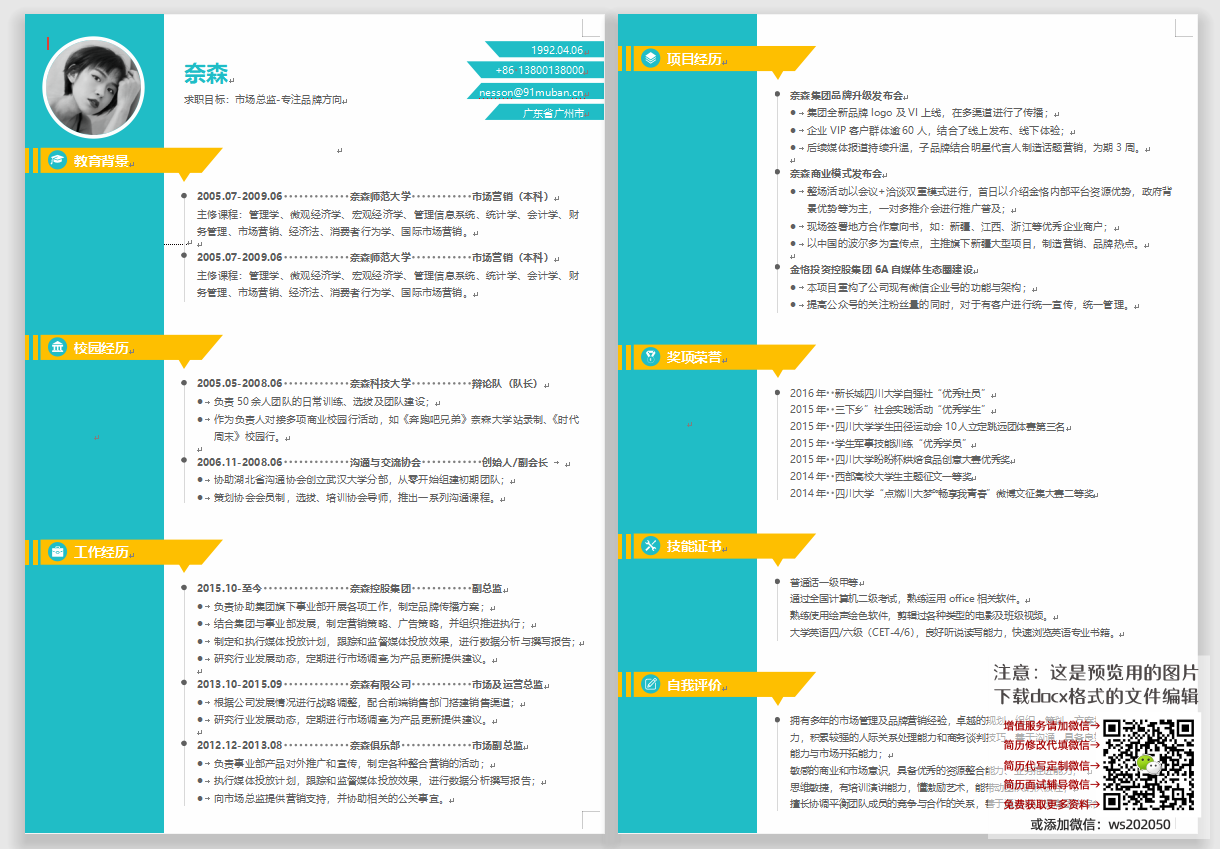 奈森
求职目标：市场总监-专注品牌方向
1992.04.06
+86 13800138000
nesson@91muban.cn
广东省广州市
教育背景
2005.07-2009.06 奈森师范大学 市场营销（本科）
主修课程：管理学、微观经济学、宏观经济学、管理信息系统、统计学、会计学、财
务管理、市场营销、经济法、消费者行为学、国际市场营销。
2005.07-2009.06 奈森师范大学 市场营销（本科）
主修课程：管理学、微观经济学、宏观经济学、管理信息系统、统计学、会计学、财
务管理、市场营销、经济法、消费者行为学、国际市场营销。
校园经历
2005.05-2008.06 奈森科技大学 辩论队（队长）
● 负责 50 余人团队的日常训练、选拔及团队建设；
● 作为负责人对接多项商业校园行活动，如《奔跑吧兄弟》奈森大学站录制、《时代
周末》校园行。
2006.11-2008.06 沟通与交流协会 创始人/副会长
● 协助湖北省沟通协会创立武汉大学分部，从零开始组建初期团队；
● 策划协会会员制，选拔、培训协会导师，推出一系列沟通课程。
工作经历
2015.10-至今 奈森控股集团 副总监
● 负责协助集团旗下事业部开展各项工作，制定品牌传播方案；
● 结合集团与事业部发展，制定营销策略、广告策略，并组织推进执行；
● 制定和执行媒体投放计划，跟踪和监督媒体投放效果，进行数据分析与撰写报告；
● 研究行业发展动态，定期进行市场调查为产品更新提供建议。
2013.10-2015.09 奈森有限公司 市场及运营总监
● 根据公司发展情况进行战略调整，配合前端销售部门搭建销售渠道；
● 研究行业发展动态，定期进行市场调查为产品更新提供建议。
2012.12-2013.08 奈森俱乐部 市场副总监
● 负责事业部产品对外推广和宣传，制定各种整合营销的活动；
● 执行媒体投放计划，跟踪和监督媒体投放效果，进行数据分析撰写报告；
● 向市场总监提供营销支持，并协助相关的公关事宜。
项目经历
奈森集团品牌升级发布会
● 集团全新品牌 logo 及 VI 上线，在多渠道进行了传播；
● 企业 VIP 客户群体逾 60 人，结合了线上发布、线下体验；
● 后续媒体报道持续升温，子品牌结合明星代言人制造话题营销，为期 3 周。
奈森商业模式发布会
● 整场活动以会议+洽谈双重模式进行，首日以介绍金恪内部平台资源优势，政府背
景优势等为主，一对多推介会进行推广普及；
● 现场签署地方合作意向书，如：新疆、江西、浙江等优秀企业商户；
● 以中国的波尔多为宣传点，主推旗下新疆大型项目，制造营销、品牌热点。
金恪投资控股集团 6A 自媒体生态圈建设
● 本项目重构了公司现有微信企业号的功能与架构；
● 提高公众号的关注粉丝量的同时，对于有客户进行统一宣传，统一管理。
奖项荣誉
2016 年 新长城四川大学自强社“优秀社员”
2015 年 三下乡”社会实践活动“优秀学生”
2015 年 四川大学学生田径运动会 10 人立定跳远团体赛第三名
2015 年 学生军事技能训练“优秀学员”
2015 年 四川大学盼盼杯烘焙食品创意大赛优秀奖
2014 年 西部高校大学生主题征文一等奖
2014 年 四川大学“点燃川大梦 畅享我青春”微博文征集大赛二等奖
技能证书
普通话一级甲等
通过全国计算机二级考试，熟练运用 office 相关软件。
熟练使用绘声绘色软件，剪辑过各种类型的电影及班级视频。
大学英语四/六级（CET-4/6），良好听说读写能力，快速浏览英语专业书籍。
自我评价
拥有多年的市场管理及品牌营销经验，卓越的规划、组织、策划
力，积累较强的人际关系处理能力和商务谈判技巧，善于沟通，具备良
能力与市场开拓能力；
敏感的商业和市场意识，具备优秀的资源整合能力、业务推进能力；
思维敏捷，有培训演讲能力，懂激励艺术，能带动
擅长协调平衡团队成员的竞争与合作的关系，善于
注意：这是预览用的图片
下载docx格式的文件编辑
增值服务请加微信→
简历修改代填微信→
简历代写定制微信→
简历面试辅导微信→
免费获取更多资料→
或添加微信：ws202050